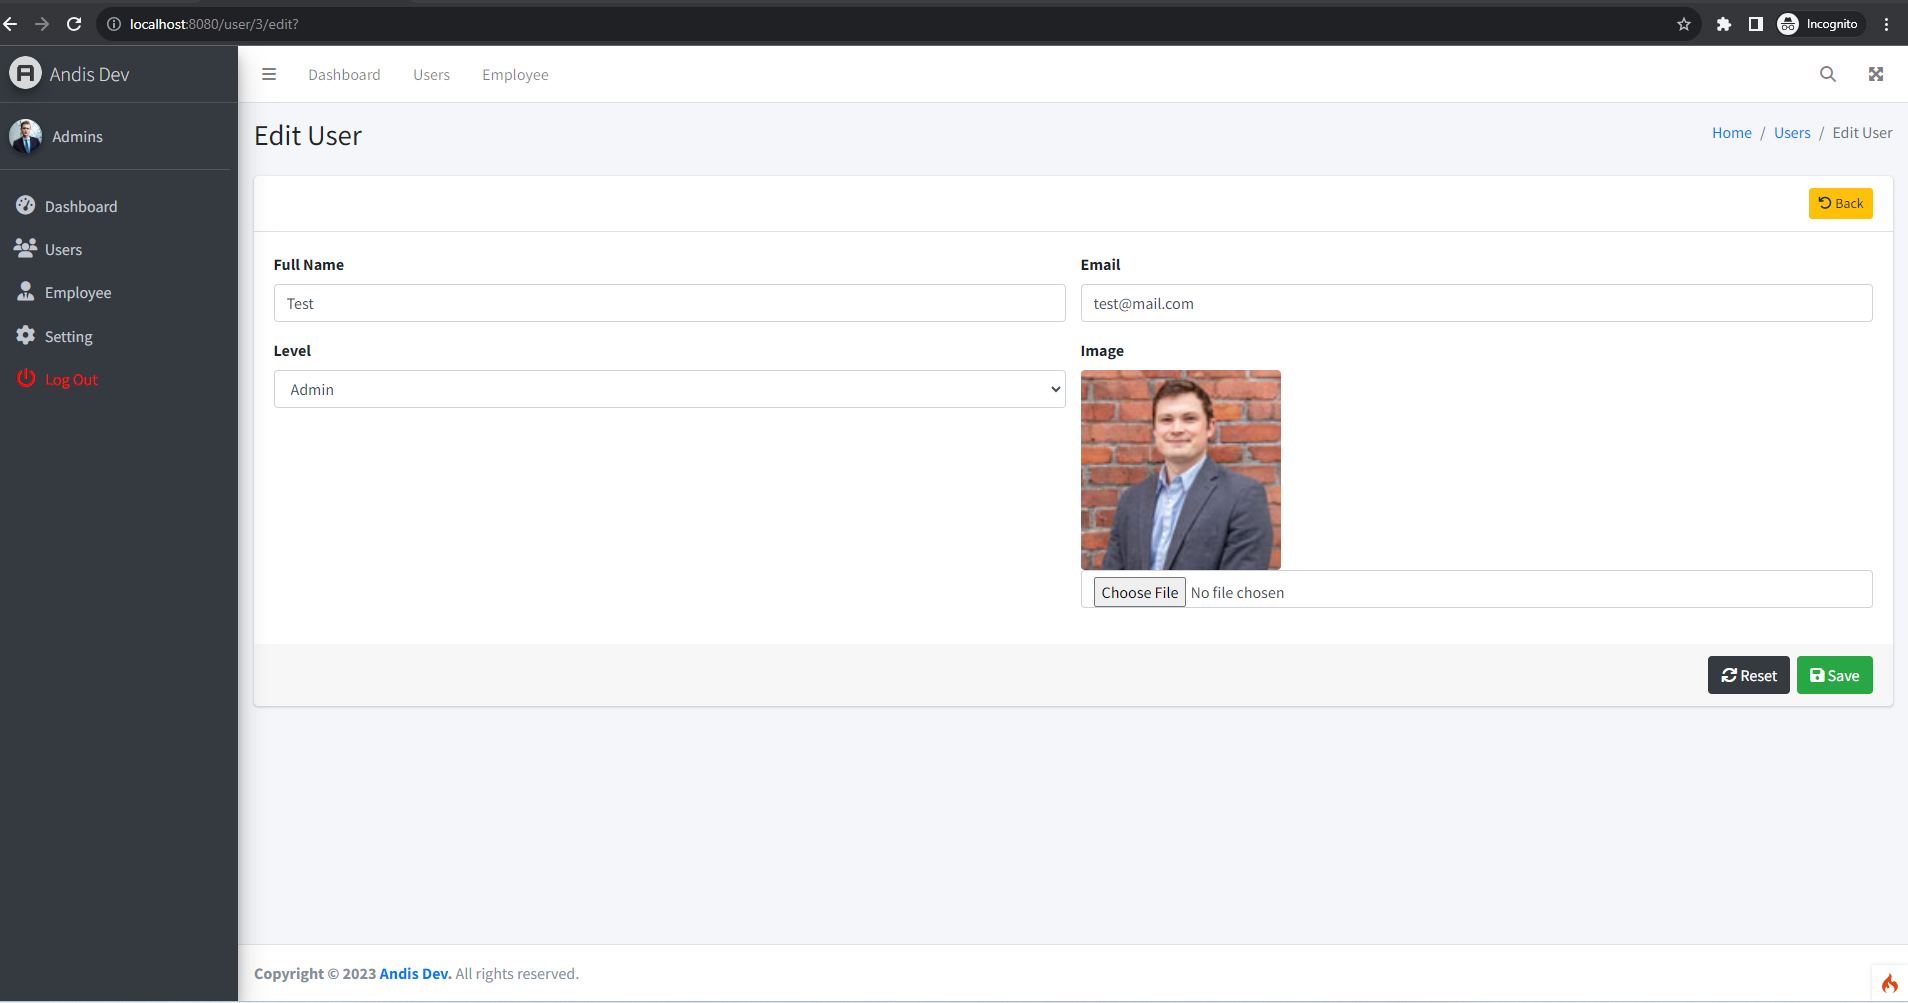 localhost:8080/user/3/edit?
Incognito
Andis Dev
Dashboard Users Employee
Admins
Edit User
Home / Users / Edit User
Dashboard
Users
Employee
Setting
Log Out
Back
Full Name
Email
Test
test@mail.com
Level
Image
Admin
Choose File No file chosen
Reset
Save
Copyright © 2023 Andis Dev. All rights reserved.